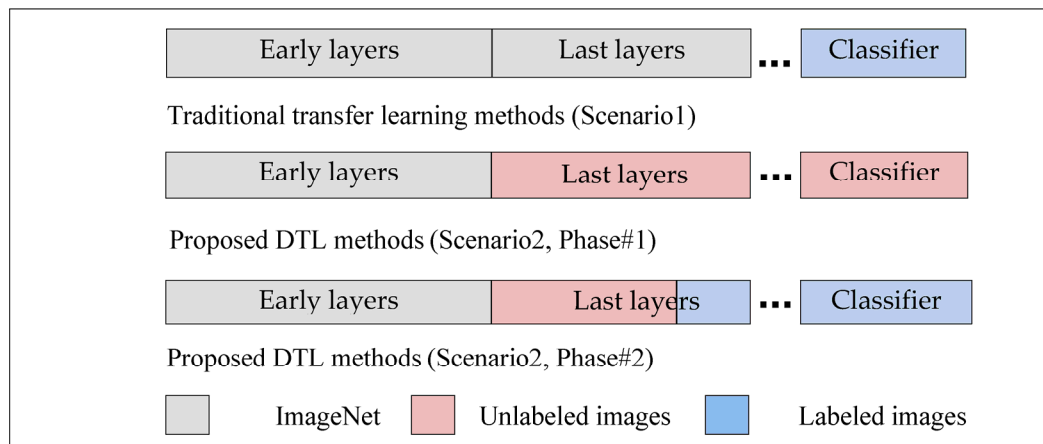 Early layers Last layers ... Classifier
Traditional transfer learning methods (Scenario1)
Early layers Last layers ... Classifier
Proposed DTL methods (Scenario2, Phase#1)
Early layers Last layers ... Classifier
Proposed DTL methods (Scenario2, Phase#2)
ImageNet Unlabeled images Labeled images